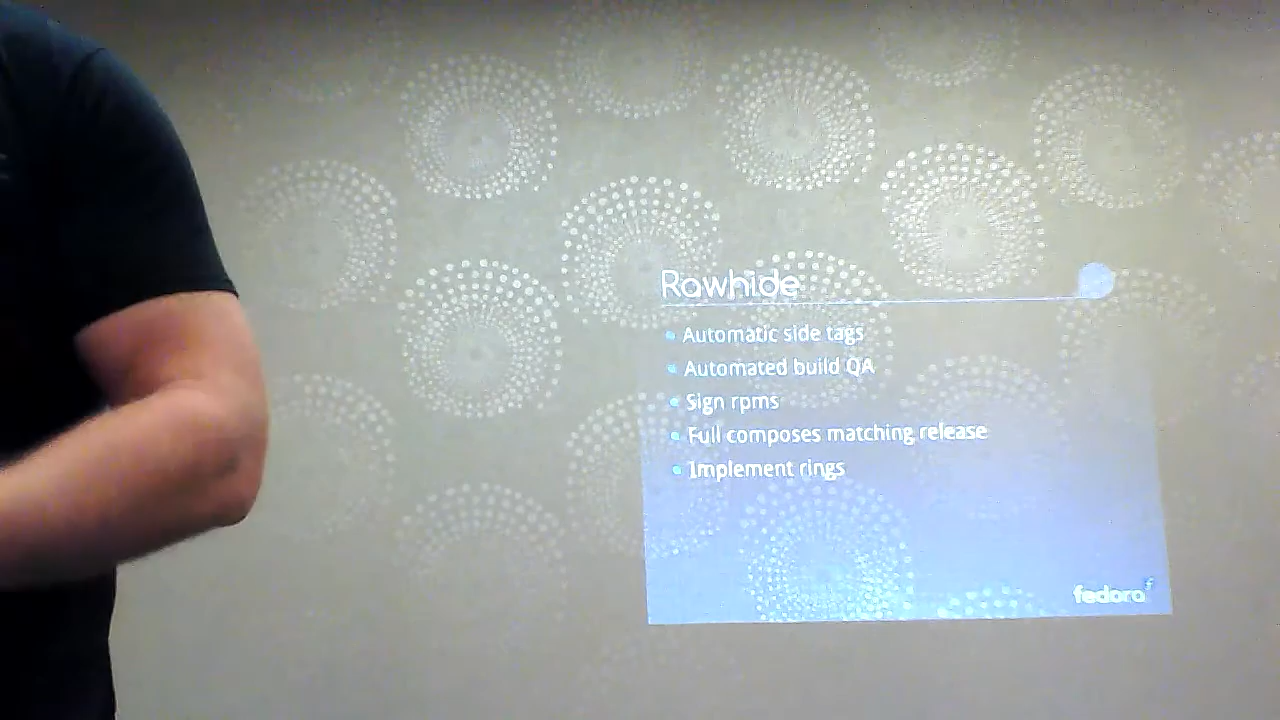 Rawhide
Automatic side tags
Automated build QA
Sign rpms
Full composes matching release
Implement rings
fedora